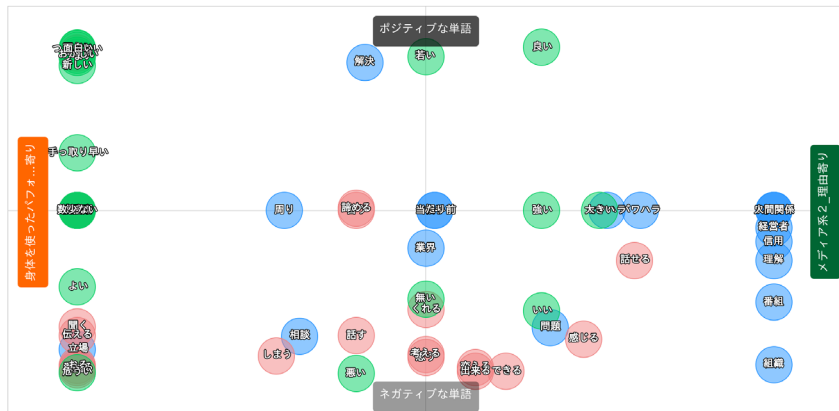 ポジティブな単語
面白い
新しい
解決
若い
良い
手っ取り早い
身体を使ったパフォ...寄り
メディア系2_理由寄り
数少ない
周り
諦める
当たり前
強い
大きい
パワハラ
人間関係
経営者
信用
理解
業界
話せる
よい
無い
くれる
いい
番組
聞く
伝える
立場
相談
話す
問題
感じる
しまう
考える
組織
危うい
悪い
出来る
できる
ネガティブな単語